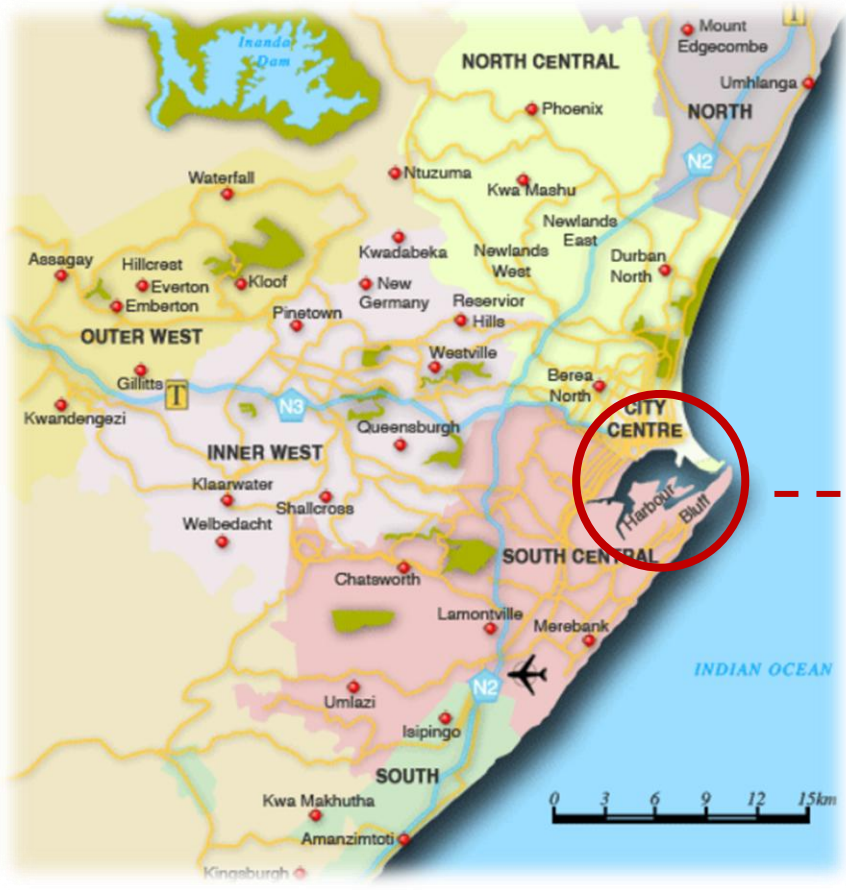 T
Mount
Edgecombe
Inanda
Dam
NORTH CENTRAL
Umhlanga
Phoenix
NORTH
N2
Waterfall
Ntuzuma
Kwa Mashu
Newlands
East
Kwadabeka
Newlands
West
Durban
North
Assagay
Hillcrest
Everton
Emberton
Kloof
New
Germany
Reservior
Hills
Pinetown
OUTER WEST
Westville
Gillitts
T
N3
Berea
North
CITY
CENTRE
Kwandengezi
Queensburgh
INNER WEST
Klaarwater
Shallcross
Welbedacht
Harbour
Bluff
SOUTH CENTRAL
Chatsworth
Lamontville
Merebank
N2
INDIAN OCEAN
Umlazi
Isipingo
SOUTH
Kwa Makhutha
0 3 6 9 12 15km
Amanzimtoti
Kingsburgh